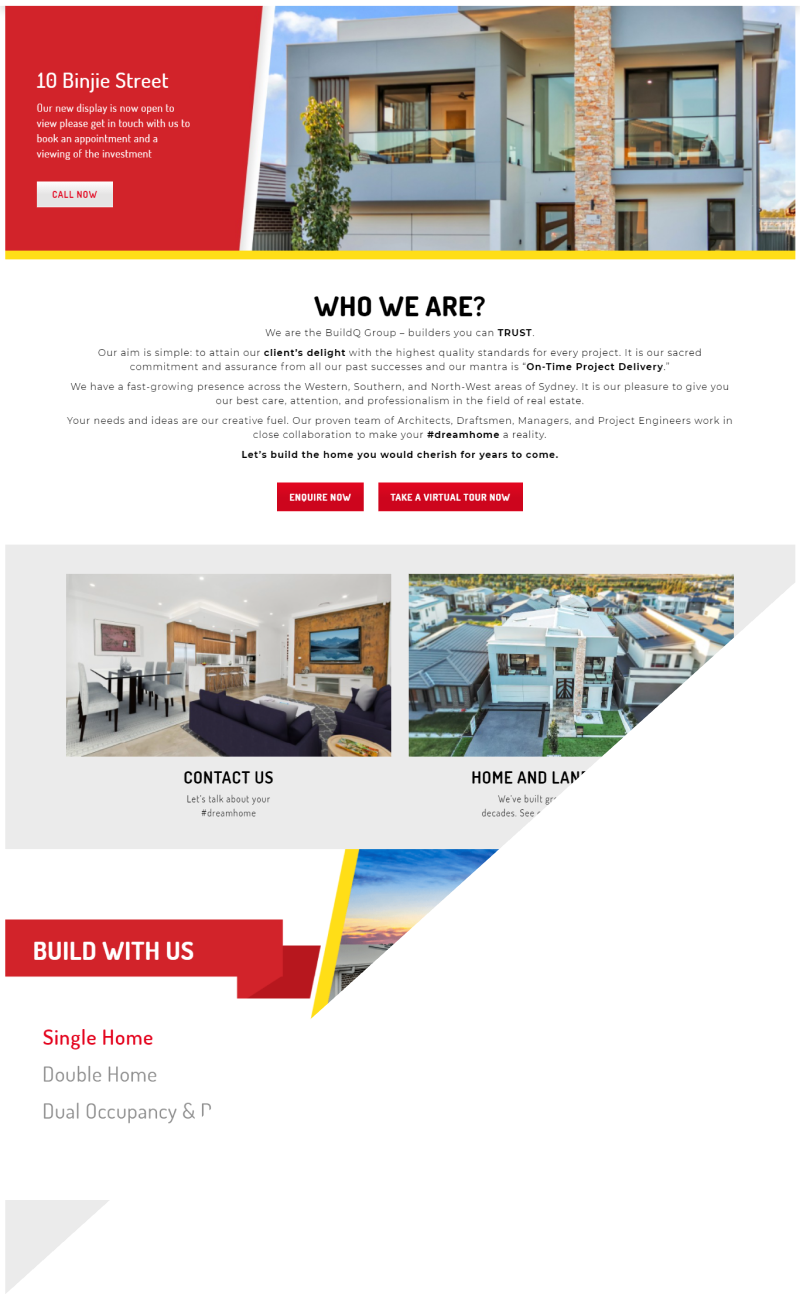 10 Binjie Street
Our new display is now open to
view please get in touch with us to
book an appointment and a
viewing of the investment
CALL NOW
WHO WE ARE?
We are the BuildQ Group – builders you can TRUST.
Our aim is simple: to attain our client's delight with the highest quality standards for every project. It is our sacred
commitment and assurance from all our past successes and our mantra is “On-Time Project Delivery.”
We have a fast-growing presence across the Western, Southern, and North-West areas of Sydney. It is our pleasure to give you
our best care, attention, and professionalism in the field of real estate.
Your needs and ideas are our creative fuel. Our proven team of Architects, Draftsmen, Managers, and Project Engineers work in
close collaboration to make your #dreamhome a reality.
Let's build the home you would cherish for years to come.
ENQUIRE NOW
TAKE A VIRTUAL TOUR NOW
CONTACT US
Let's talk about your
#dreamhome
HOME AND
We've built
decades. See
BUILD WITH US
Single Home
Double Home
Dual Occupancy &